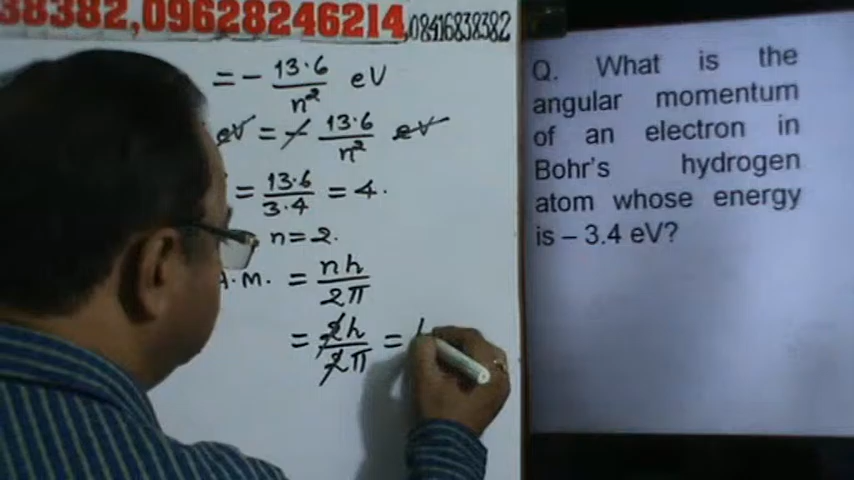 38382,09628246214,08416838382
= - 13.6/n² eV
eV = - 13.6/n² eV
= 13.6/3.4 = 4.
n = 2.
.M. = nh/2π
= 2h/2π =
Q. What is the
angular momentum
of an electron in
Bohr's hydrogen
atom whose energy
is – 3.4 eV?